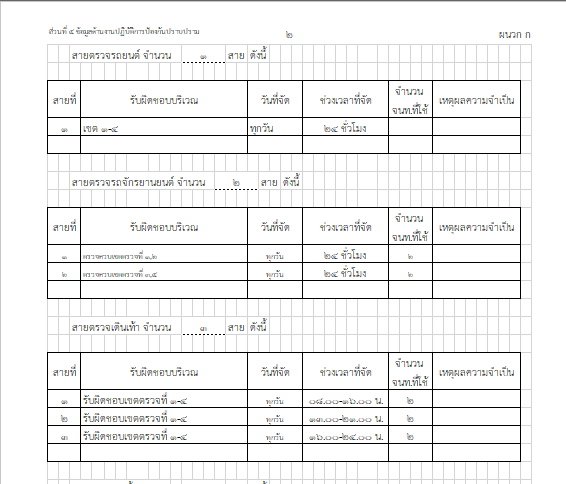 ส่วนที่ ๕ ข้อมูลด้านงานปฏิบัติการป้องกันปราบปราม ๒ ผนวก ก
สายตรวจรถยนต์ จำนวน ๑ สาย ดังนี้
สายที่ รับผิดชอบบริเวณ วันที่จัด ช่วงเวลาที่จัด จำนวน จนท.ที่ใช้ เหตุผลความจำเป็น
๑ เขต ๑-๔ ทุกวัน ๒๔ ชั่วโมง
สายตรวจรถจักรยานยนต์ จำนวน ๒ สาย ดังนี้
สายที่ รับผิดชอบบริเวณ วันที่จัด ช่วงเวลาที่จัด จำนวน จนท.ที่ใช้ เหตุผลความจำเป็น
๑ ตรวจควบเขตตรวจที่ ๑,๒ ทุกวัน ๒๔ ชั่วโมง ๒
๒ ตรวจควบเขตตรวจที่ ๓,๔ ทุกวัน ๒๔ ชั่วโมง ๒
สายตรวจเดินเท้า จำนวน ๓ สาย ดังนี้
สายที่ รับผิดชอบบริเวณ วันที่จัด ช่วงเวลาที่จัด จำนวน จนท.ที่ใช้ เหตุผลความจำเป็น
๑ รับผิดชอบเขตตรวจที่ ๑-๔ ทุกวัน ๐๘.๐๐-๑๖.๐๐ น. ๒
๒ รับผิดชอบเขตตรวจที่ ๑-๔ ทุกวัน ๑๓.๐๐-๒๑.๐๐ น. ๒
๓ รับผิดชอบเขตตรวจที่ ๑-๔ ทุกวัน ๑๖.๐๐-๒๔.๐๐ น. ๒